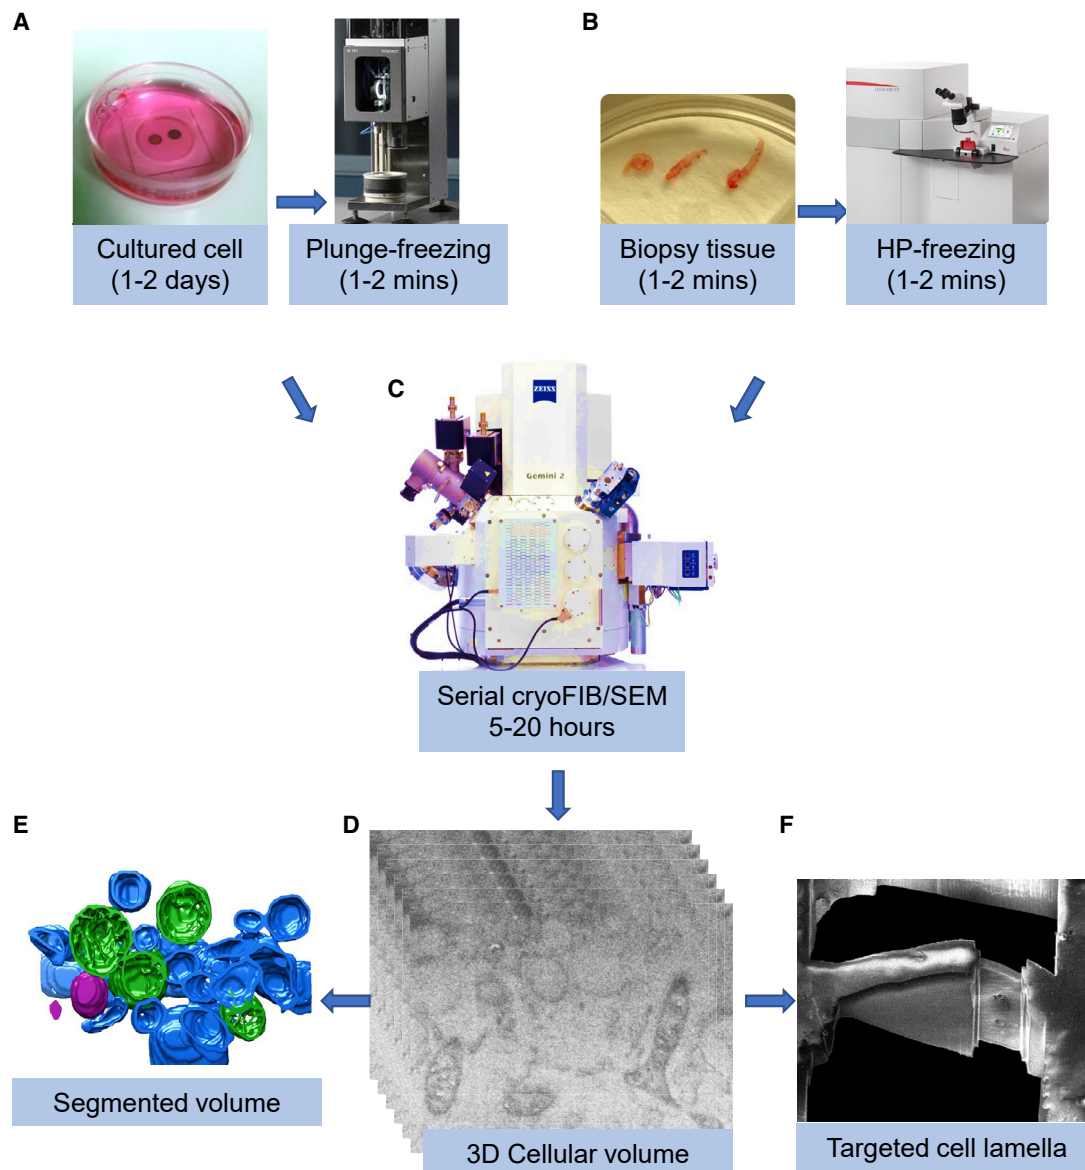 A
B
Cultured cell
(1-2 days)
Plunge-freezing
(1-2 mins)
Biopsy tissue
(1-2 mins)
HP-freezing
(1-2 mins)
C
ZEISS
Gemini 2
Serial cryoFIB/SEM
5-20 hours
E
D
F
Segmented volume
3D Cellular volume
Targeted cell lamella